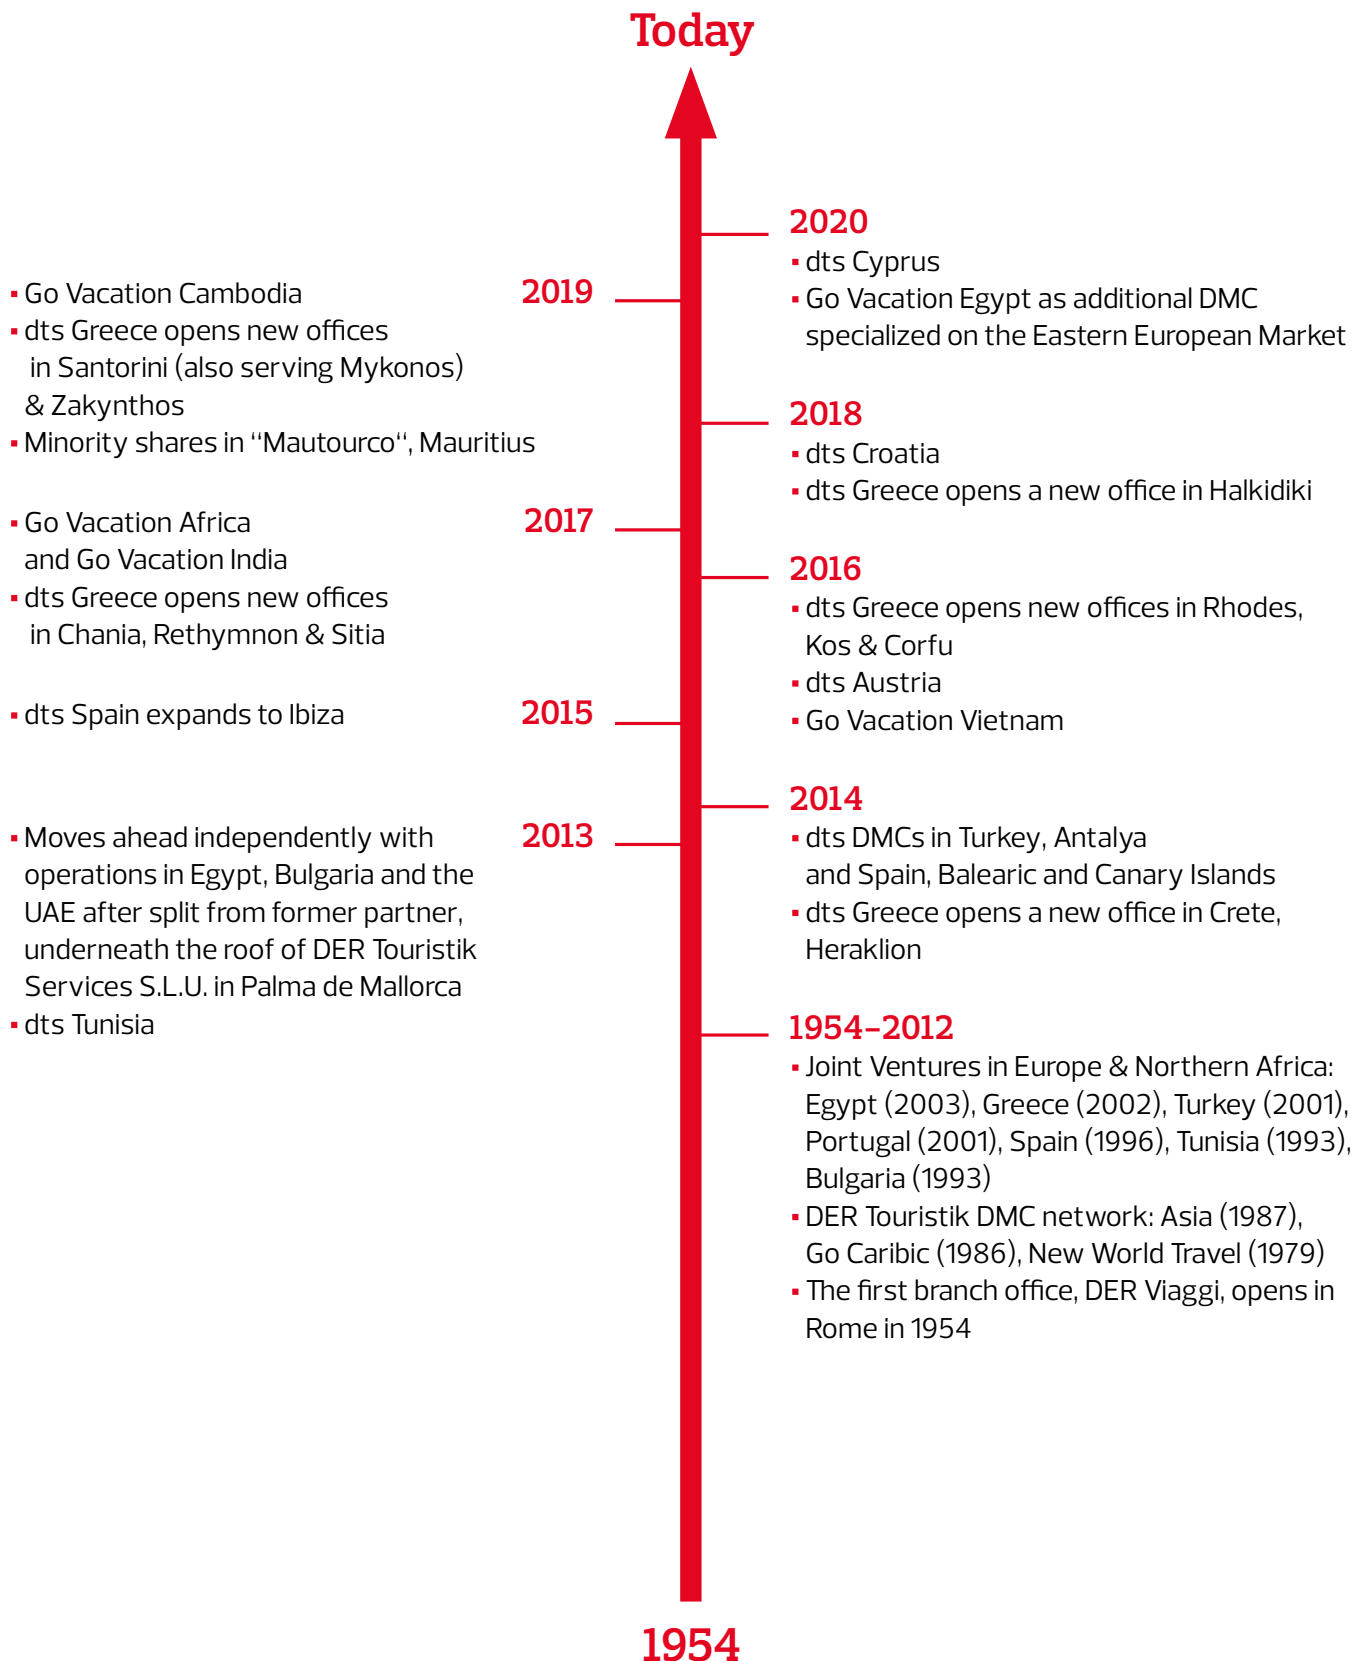 Today
2020
▪ dts Cyprus
▪ Go Vacation Egypt as additional DMC
specialized on the Eastern European Market
2019
▪ Go Vacation Cambodia
▪ dts Greece opens new offices
in Santorini (also serving Mykonos)
& Zakynthos
▪ Minority shares in “Mautourco“, Mauritius
2018
▪ dts Croatia
▪ dts Greece opens a new office in Halkidiki
2017
▪ Go Vacation Africa
and Go Vacation India
▪ dts Greece opens new offices
in Chania, Rethymnon & Sitia
2016
▪ dts Greece opens new offices in Rhodes,
Kos & Corfu
▪ dts Austria
▪ Go Vacation Vietnam
2015
▪ dts Spain expands to Ibiza
2014
▪ dts DMCs in Turkey, Antalya
and Spain, Balearic and Canary Islands
▪ dts Greece opens a new office in Crete,
Heraklion
2013
▪ Moves ahead independently with
operations in Egypt, Bulgaria and the
UAE after split from former partner,
underneath the roof of DER Touristik
Services S.L.U. in Palma de Mallorca
▪ dts Tunisia
1954–2012
▪ Joint Ventures in Europe & Northern Africa:
Egypt (2003), Greece (2002), Turkey (2001),
Portugal (2001), Spain (1996), Tunisia (1993),
Bulgaria (1993)
▪ DER Touristik DMC network: Asia (1987),
Go Caribic (1986), New World Travel (1979)
▪ The first branch office, DER Viaggi, opens in
Rome in 1954
1954